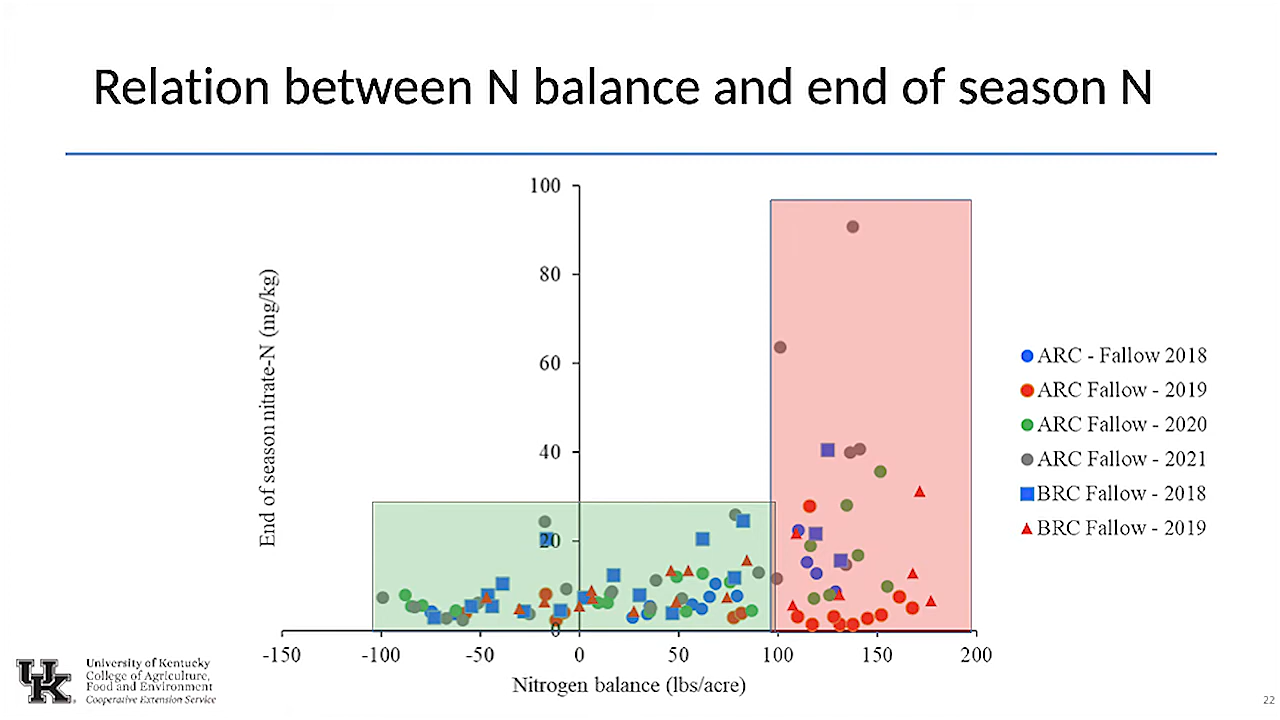 Relation between N balance and end of season N
100
80
60
40
20
0
End of season nitrate-N (mg/kg)
-150 -100 -50 0 50 100 150 200
Nitrogen balance (lbs/acre)
ARC - Fallow 2018
ARC Fallow - 2019
ARC Fallow - 2020
ARC Fallow - 2021
BRC Fallow - 2018
BRC Fallow - 2019
UK
University of Kentucky
College of Agriculture,
Food and Environment
Cooperative Extension Service
22